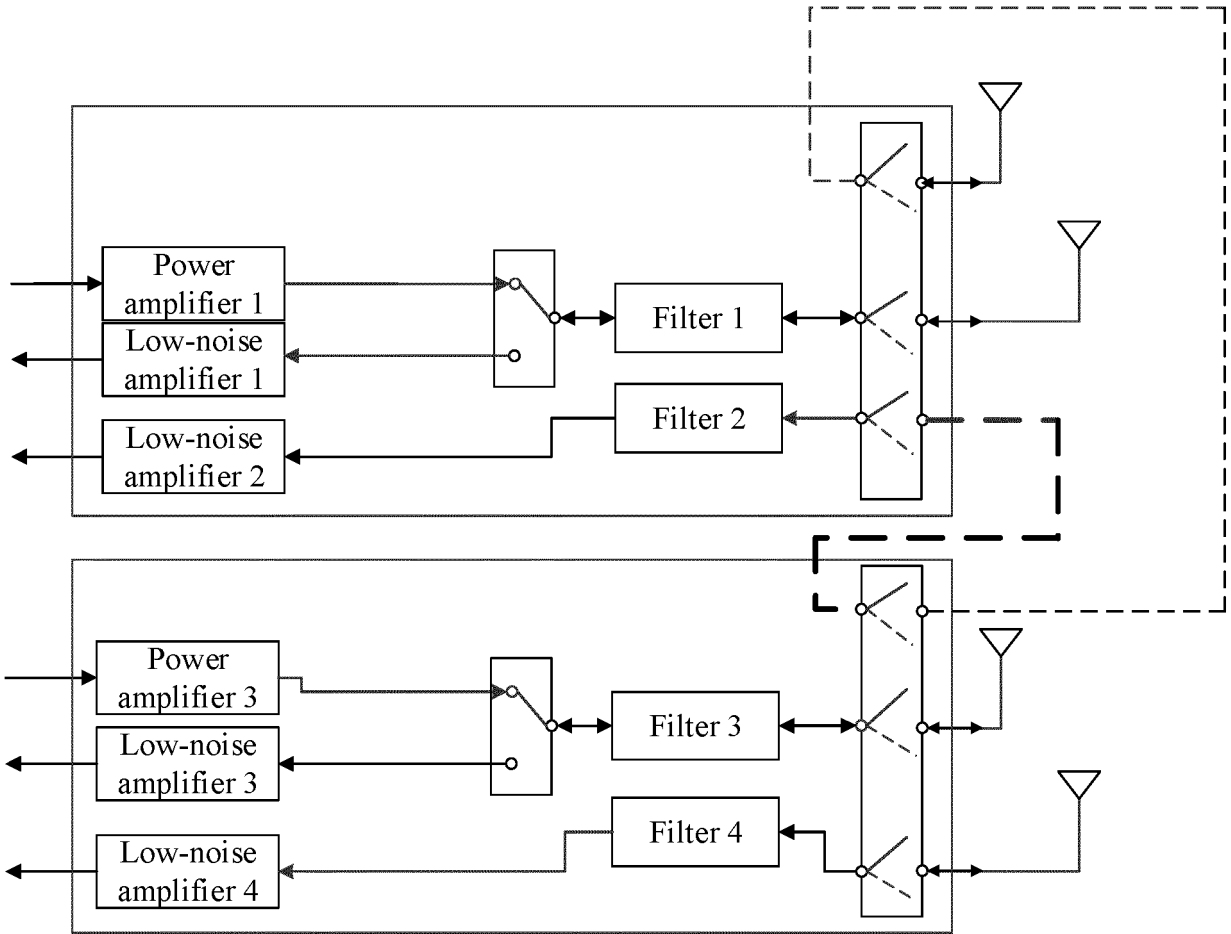 Power
amplifier 1
Low-noise
amplifier 1
Low-noise
amplifier 2
Filter 1
Filter 2
Power
amplifier 3
Low-noise
amplifier 3
Low-noise
amplifier 4
Filter 3
Filter 4